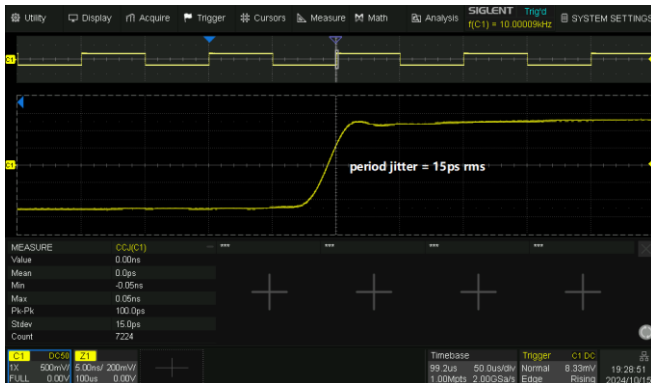 Utility Display Acquire Trigger Cursors Measure Math Analysis SIGLENT Trig'd SYSTEM SETTINGS
f(C1) = 10.00009kHz
C1
C1
period jitter = 15ps rms
MEASURE CCJ(C1) *** *** *** ***
Value 0.00ns
Mean 0.0ps
Min -0.05ns
Max 0.05ns
Pk-Pk 100.0ps
Stdev 15.0ps
Count 7224
C1 DC50 Z1 Timebase Trigger C1 DC
1X 500mV/ 5.00ns/ 200mV/ 99.2us 50.0us/div Normal 8.33mV 19:28:51
FULL 0.00V 100us 0.00V 1.00Mpts 2.00GSa/s Edge Rising 2024/10/15